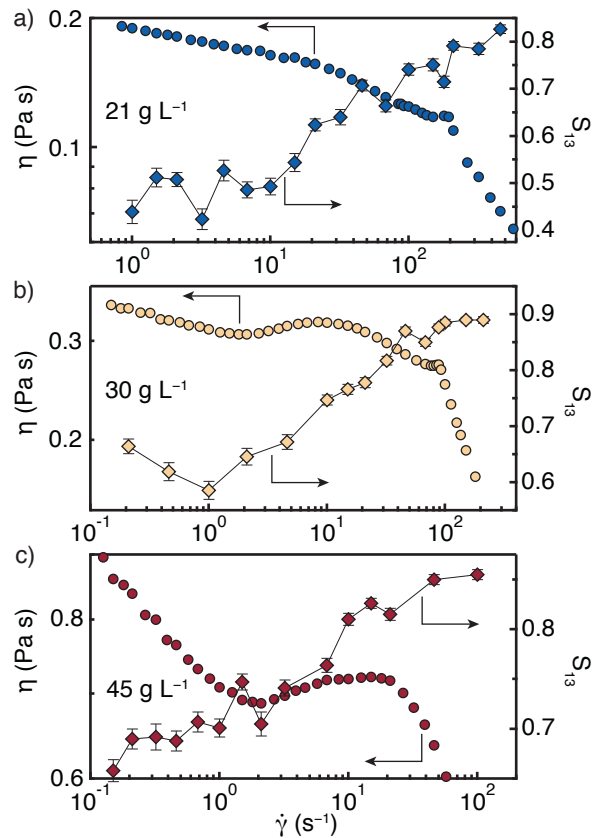 a)
0.2
0.1
η (Pa s)
21 g L⁻¹
0.8
0.7
0.6
0.5
0.4
S₁₃
10⁰ 10¹ 10²
b)
0.3
0.2
η (Pa s)
30 g L⁻¹
0.9
0.8
0.7
0.6
S₁₃
10⁻¹ 10⁰ 10¹ 10²
c)
0.8
0.6
η (Pa s)
45 g L⁻¹
0.8
0.7
S₁₃
10⁻¹ 10⁰ 10¹ 10²
γ̇ (s⁻¹)